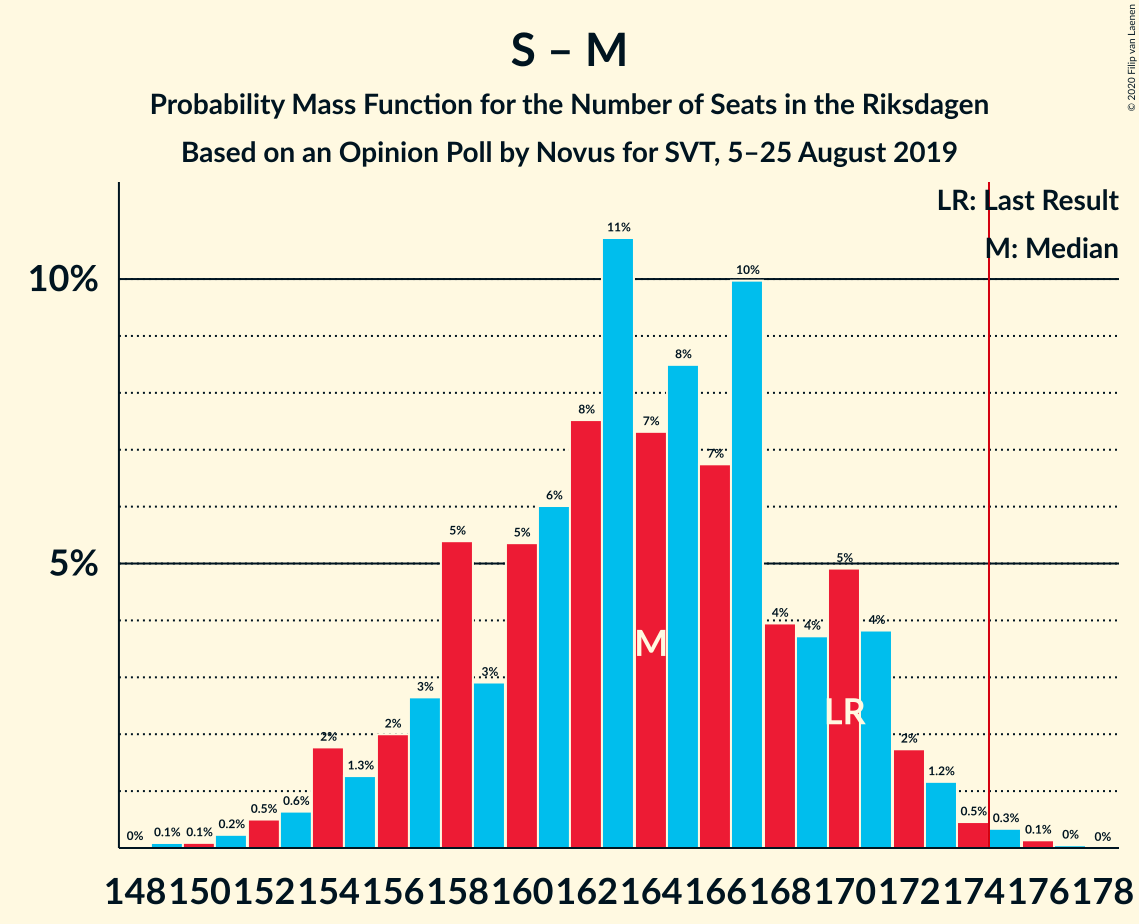 © 2020 Filip van Laenen
S – M
Probability Mass Function for the Number of Seats in the Riksdagen
Based on an Opinion Poll by Novus for SVT, 5–25 August 2019
LR: Last Result
M: Median
10%
5%
0% 0.1% 0.1% 0.2% 0.5% 0.6% 2% 1.3% 2% 3% 5% 3% 5% 6% 8% 11% 7% 8% 7% 10% 4% 4% 5% 4% 2% 1.2% 0.5% 0.3% 0.1% 0% 0%
M
LR
148 150 152 154 156 158 160 162 164 166 168 170 172 174 176 178